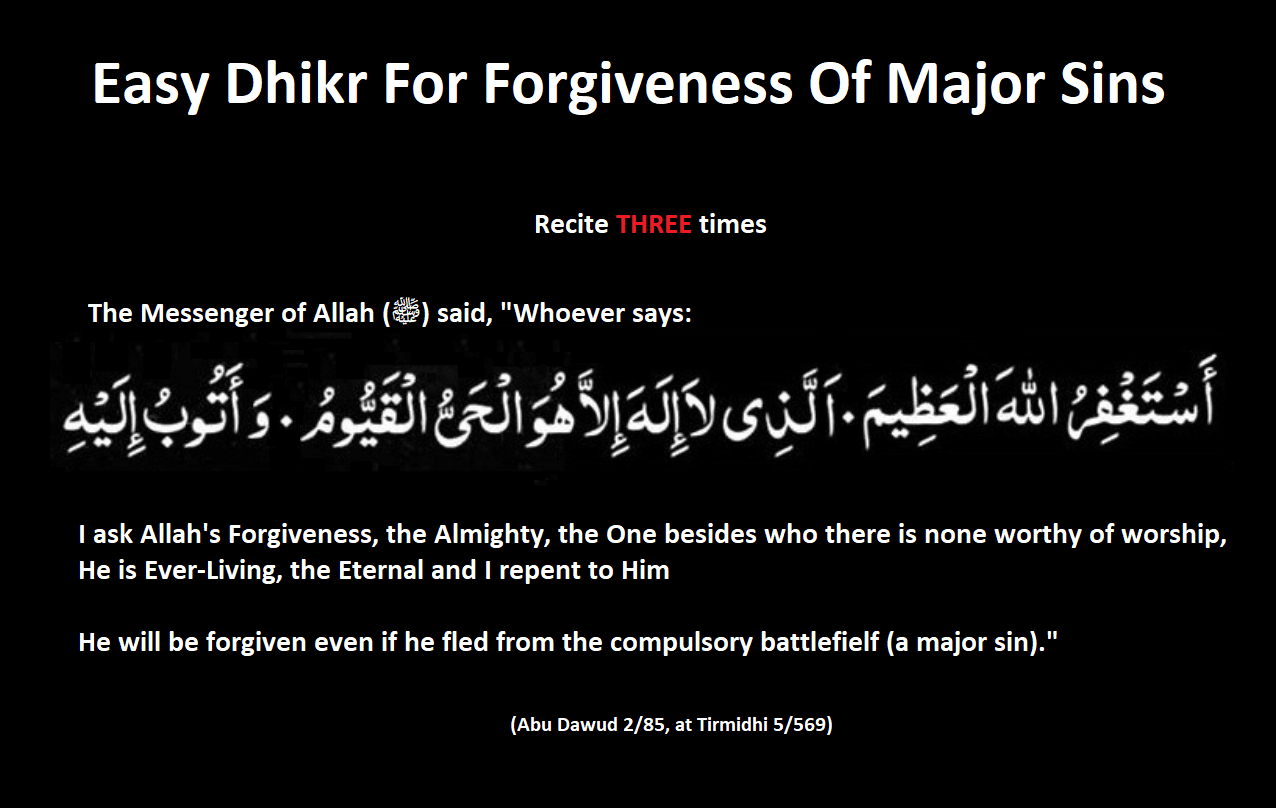 Easy Dhikr For Forgiveness Of Major Sins
Recite THREE times
The Messenger of Allah (ﷺ) said, "Whoever says:
أَسْتَغْفِرُ اللهَ الْعَظِيمَ ٠ اَلَّذِى لَاإِلَهَ إِلاَّ هُوَ الْحَىُّ الْقَيُّومُ ٠ وَأَتُوبُ إِلَيْهِ
I ask Allah's Forgiveness, the Almighty, the One besides who there is none worthy of worship,
He is Ever-Living, the Eternal and I repent to Him
He will be forgiven even if he fled from the compulsory battlefielf (a major sin)."
(Abu Dawud 2/85, at Tirmidhi 5/569)